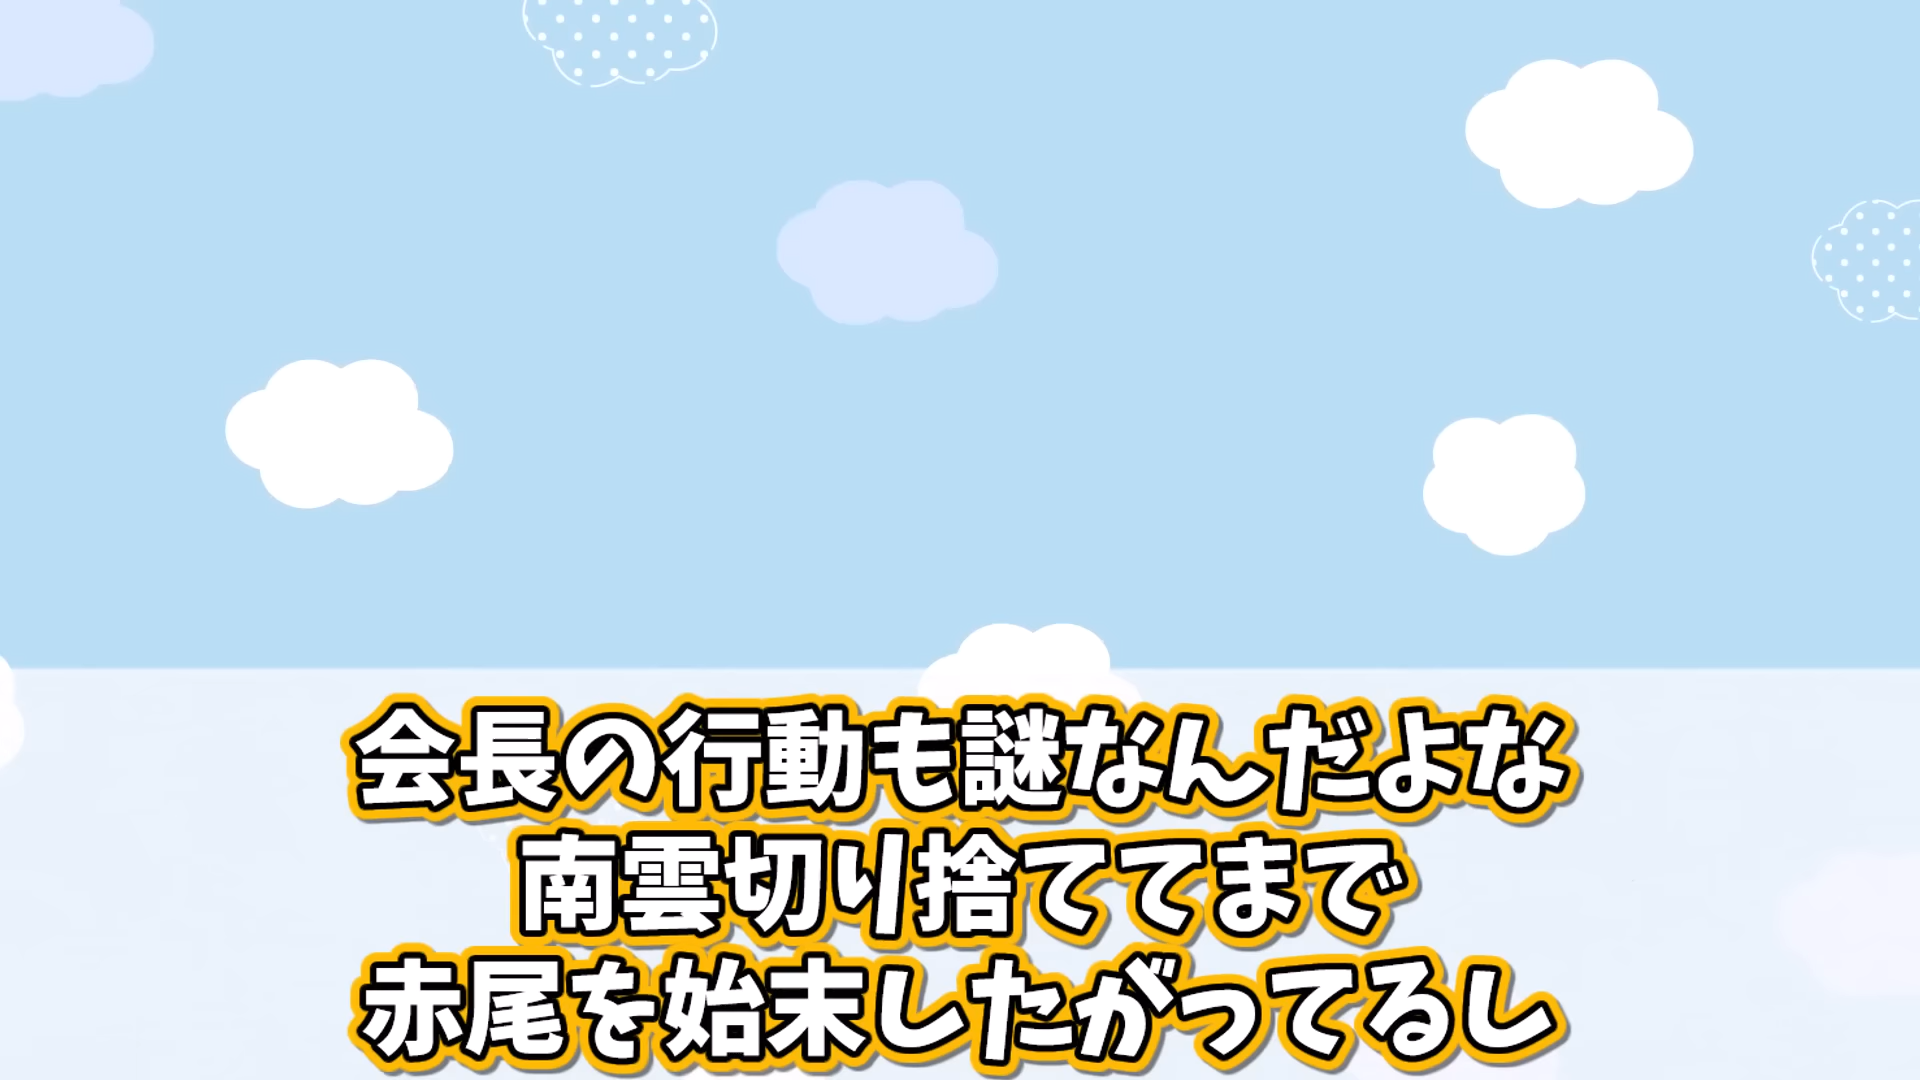 会長の行動も謎なんだよな
南雲切り捨ててまで
赤尾を始末したがってるし